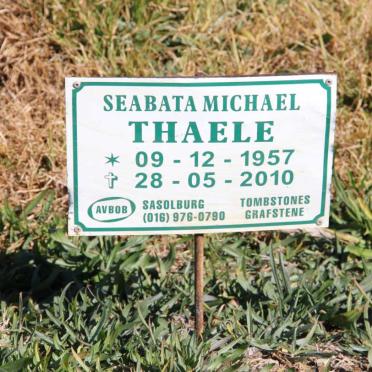 SEABATA MICHAEL
THAELE
✶ 09 - 12 - 1957
✝ 28 - 05 - 2010
AVBOB
SASOLBURG
(016) 976-0790
TOMBSTONES
GRAFSTENE